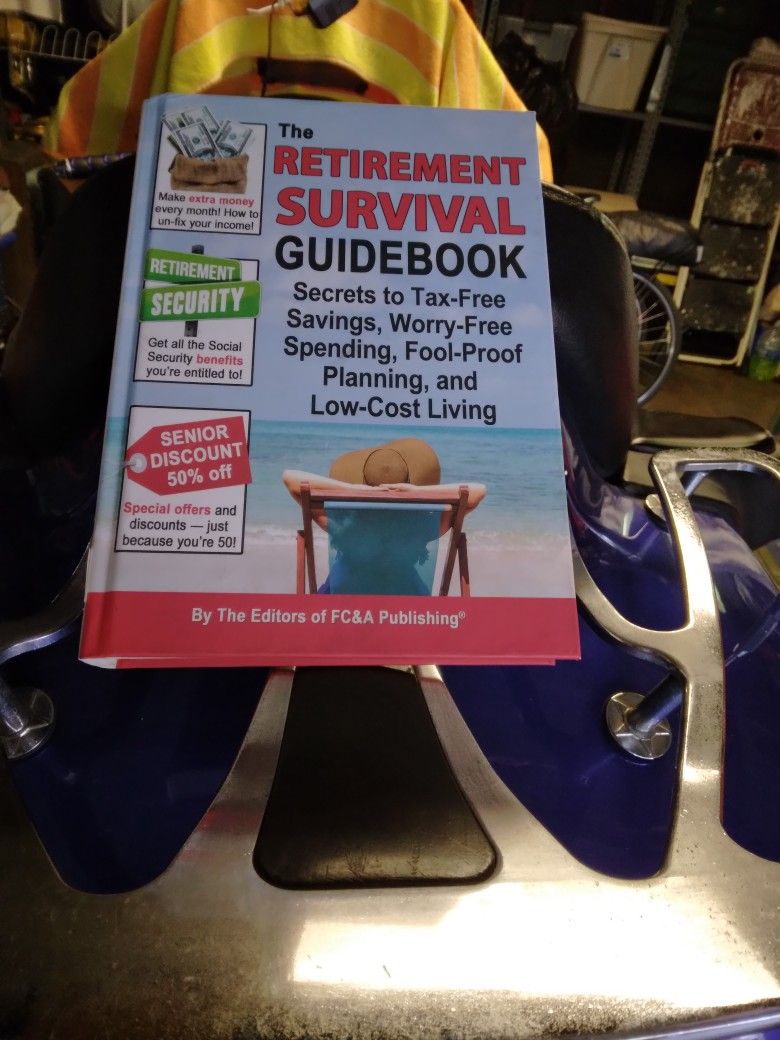 The
RETIREMENT
SURVIVAL
GUIDEBOOK
Secrets to Tax-Free
Savings, Worry-Free
Spending, Fool-Proof
Planning, and
Low-Cost Living
Make extra money
every month! How to
un-fix your income!
RETIREMENT
SECURITY
Get all the Social
Security benefits
you're entitled to!
SENIOR
DISCOUNT
50% off
Special offers and
discounts — just
because you're 50!
By The Editors of FC&A Publishing®